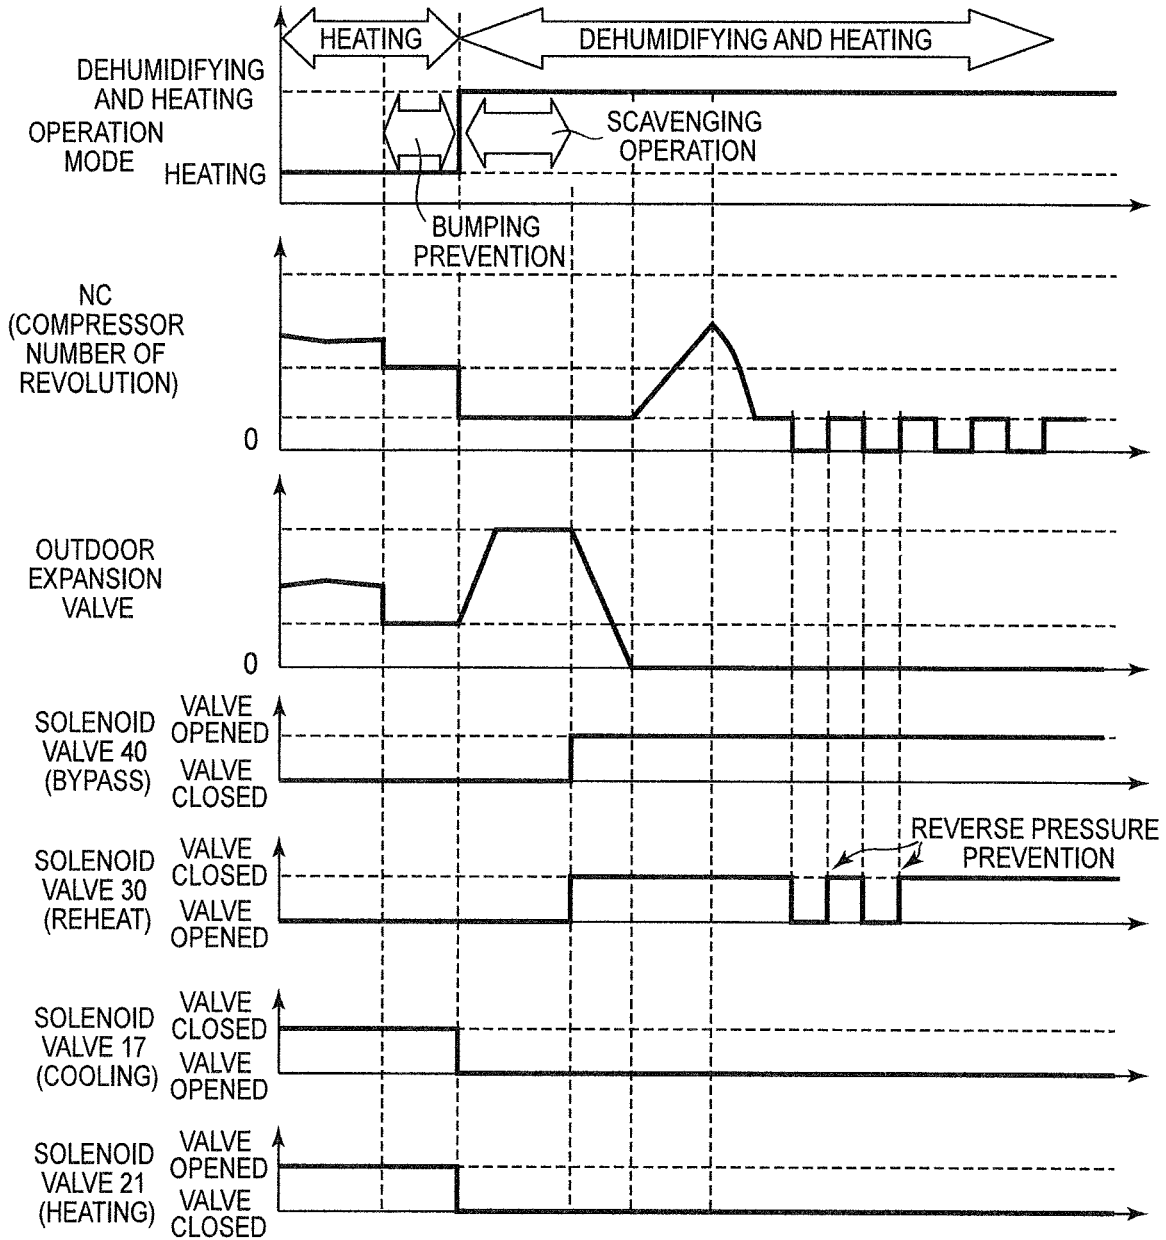 HEATING
DEHUMIDIFYING AND HEATING
DEHUMIDIFYING
AND HEATING
OPERATION
MODE
HEATING
SCAVENGING
OPERATION
BUMPING
PREVENTION
NC
(COMPRESSOR
NUMBER OF
REVOLUTION)
0
OUTDOOR
EXPANSION
VALVE
0
SOLENOID
VALVE 40
(BYPASS)
VALVE
OPENED
VALVE
CLOSED
REVERSE PRESSURE
PREVENTION
SOLENOID
VALVE 30
(REHEAT)
VALVE
CLOSED
VALVE
OPENED
SOLENOID
VALVE 17
(COOLING)
VALVE
CLOSED
VALVE
OPENED
SOLENOID
VALVE 21
(HEATING)
VALVE
OPENED
VALVE
CLOSED